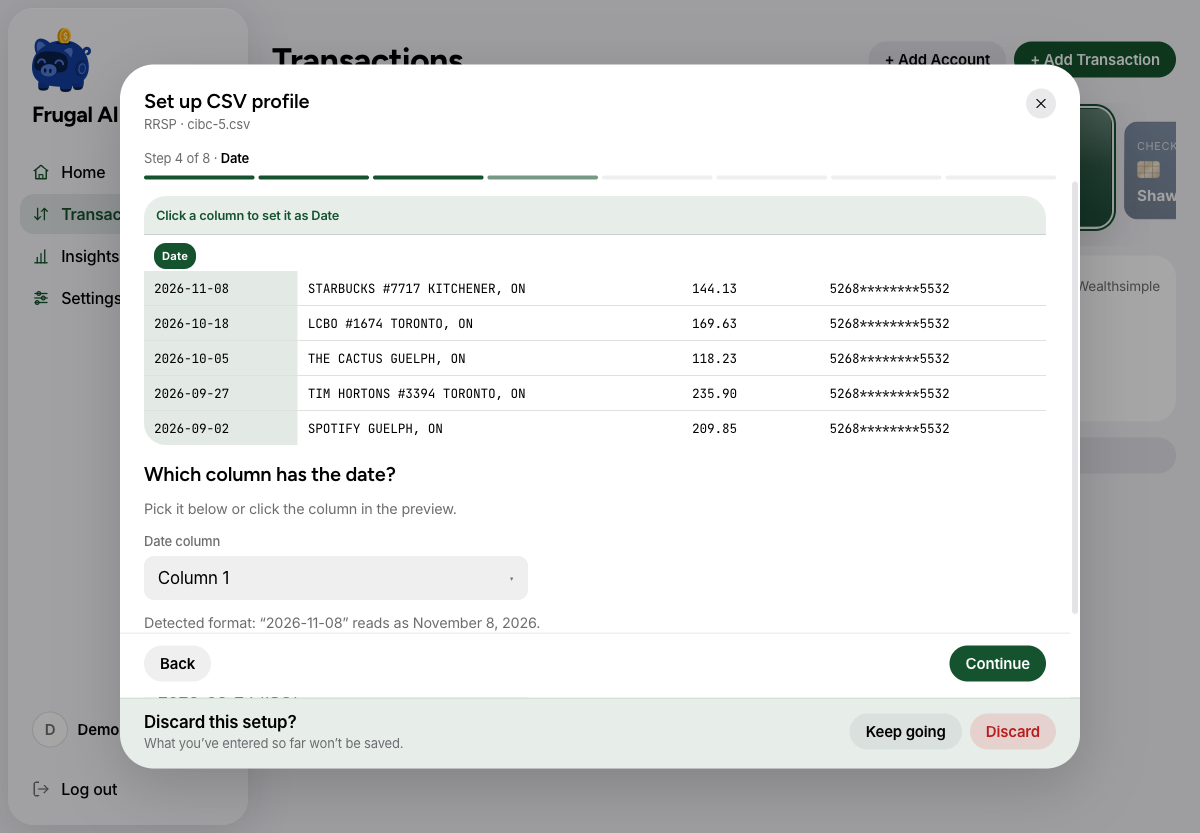 Transactions
+ Add Account
+ Add Transaction
Frugal AI
Home
Transac
Insights
Settings
CHECK
Shaw
Wealthsimple
Set up CSV profile
RRSP · cibc-5.csv
Step 4 of 8 · Date
Click a column to set it as Date
Date
2026-11-08 STARBUCKS #7717 KITCHENER, ON 144.13 5268********5532
2026-10-18 LCBO #1674 TORONTO, ON 169.63 5268********5532
2026-10-05 THE CACTUS GUELPH, ON 118.23 5268********5532
2026-09-27 TIM HORTONS #3394 TORONTO, ON 235.90 5268********5532
2026-09-02 SPOTIFY GUELPH, ON 209.85 5268********5532
Which column has the date?
Pick it below or click the column in the preview.
Date column
Column 1
Detected format: “2026-11-08” reads as November 8, 2026.
Back
Continue
Discard this setup?
What you’ve entered so far won’t be saved.
Keep going
Discard
D
Demo
Log out